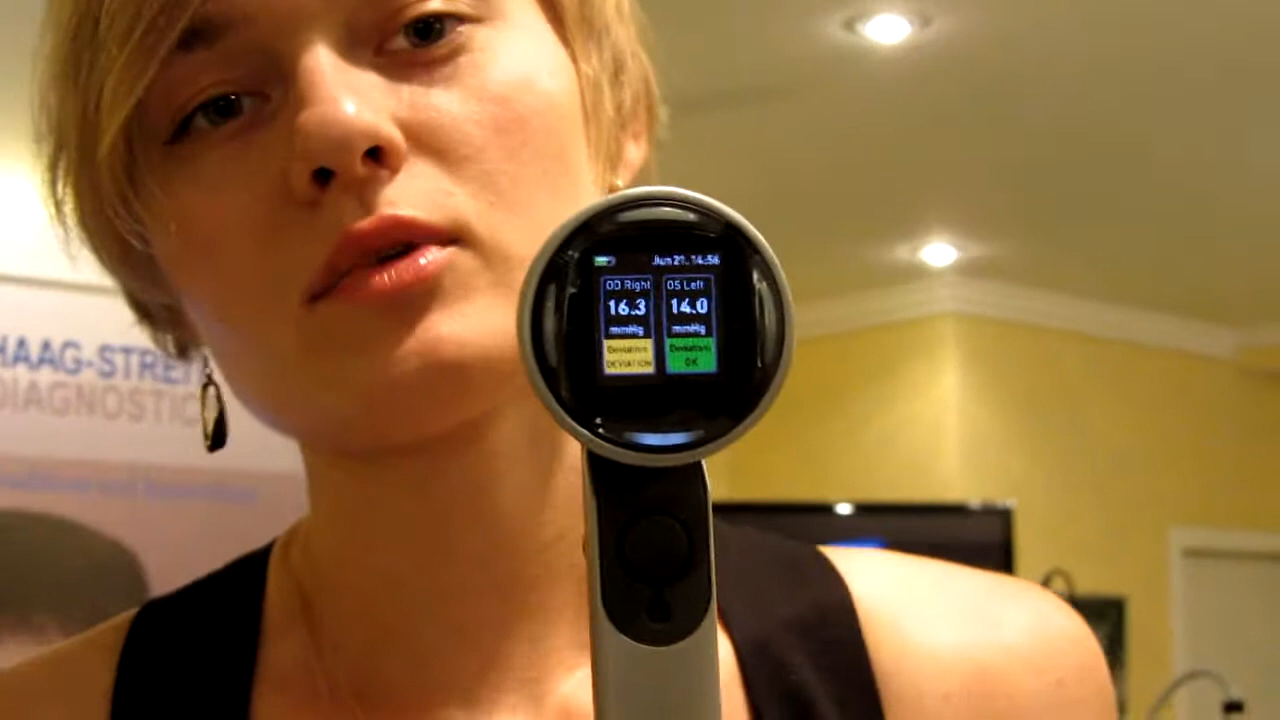 HAAG-STREIT
DIAGNOSTIC
Jun 21, 14:56
OD Right
OS Left
16.3
14.0
mmHg
mmHg
Deviation:
Deviation:
DEVIATION
OK